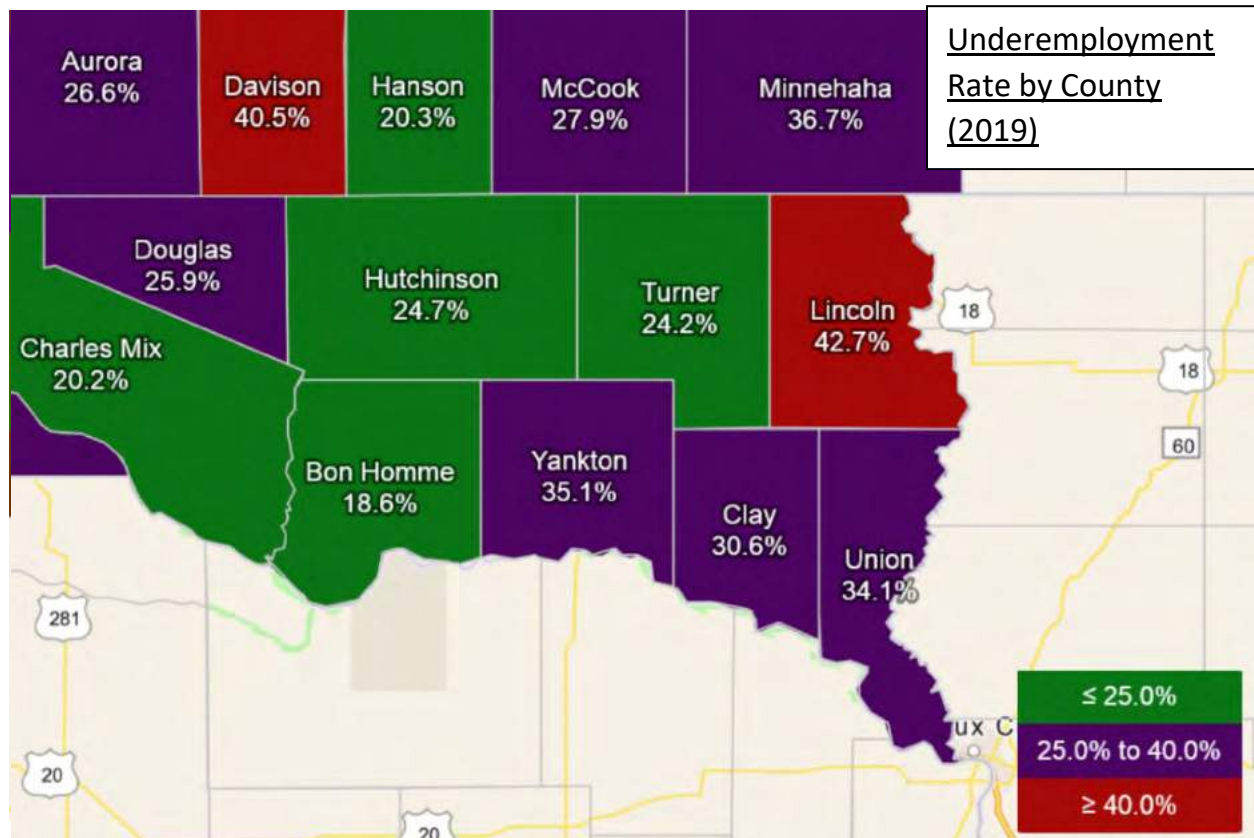 Underemployment
Rate by County
(2019)
Aurora
26.6%
Davison
40.5%
Hanson
20.3%
McCook
27.9%
Minnehaha
36.7%
Douglas
25.9%
Hutchinson
24.7%
Turner
24.2%
Lincoln
42.7%
18
18
Charles Mix
20.2%
60
Bon Homme
18.6%
Yankton
35.1%
Clay
30.6%
Union
34.1%
281
≤ 25.0%
ux C
25.0% to 40.0%
≥ 40.0%
20
20